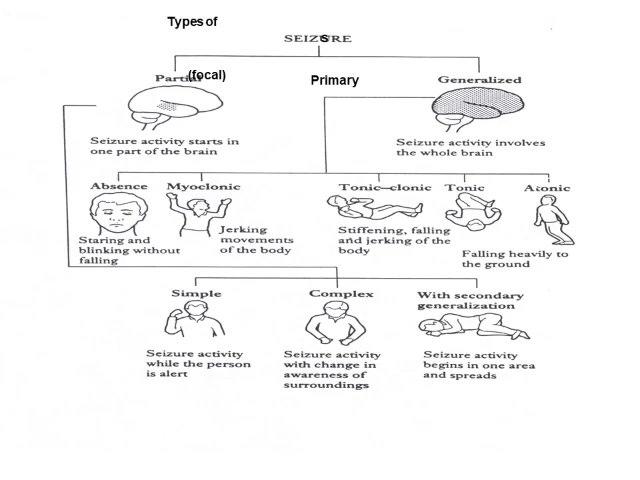 Types of
SEIZURE
s
Partial
(focal)
Primary
Generalized
Seizure activity starts in
one part of the brain
Seizure activity involves
the whole brain
Absence
Myoclonic
Tonic-clonic
Tonic
Atonic
Staring and
blinking without
falling
Jerking
movements
of the body
Stiffening, falling
and jerking of the
body
Falling heavily to
the ground
Simple
Complex
With secondary
generalization
Seizure activity
while the person
is alert
Seizure activity
with change in
awareness of
surroundings
Seizure activity
begins in one area
and spreads